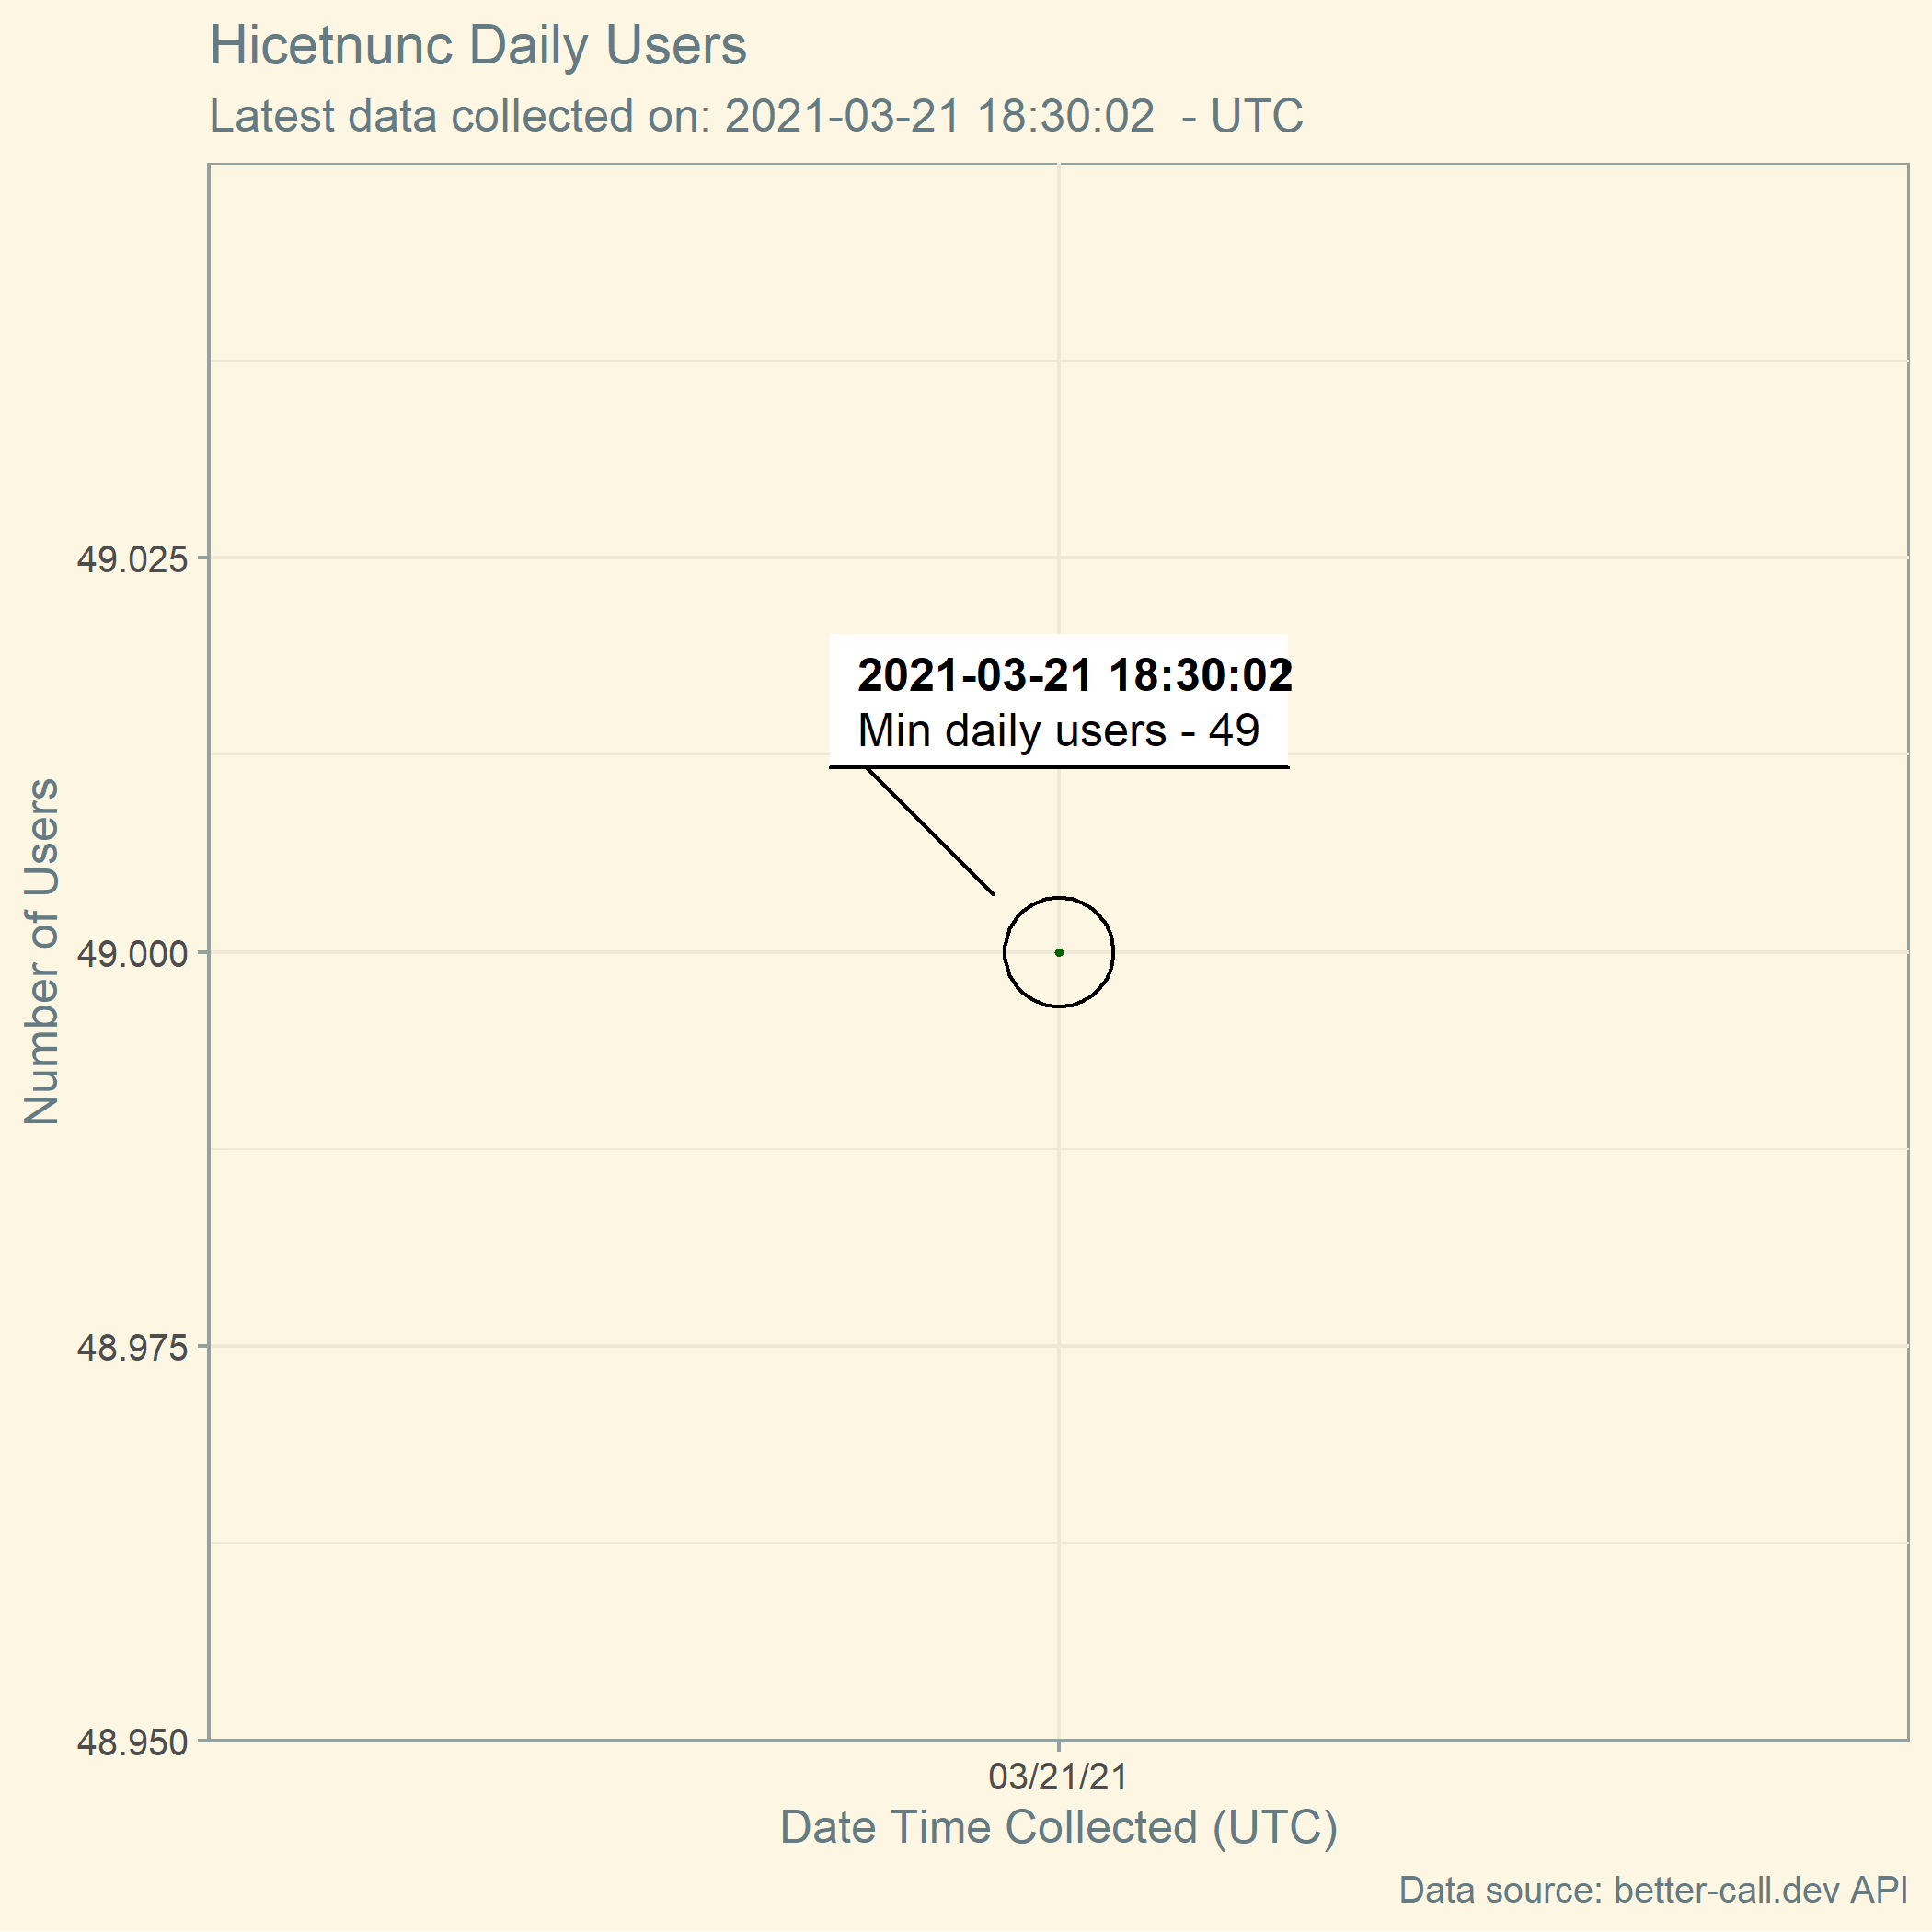 Hicetnunc Daily Users
Latest data collected on: 2021-03-21 18:30:02  - UTC
49.025
2021-03-21 18:30:02
Min daily users - 49
Number of Users
49.000
48.975
48.950
03/21/21
Date Time Collected (UTC)
Data source: better-call.dev API